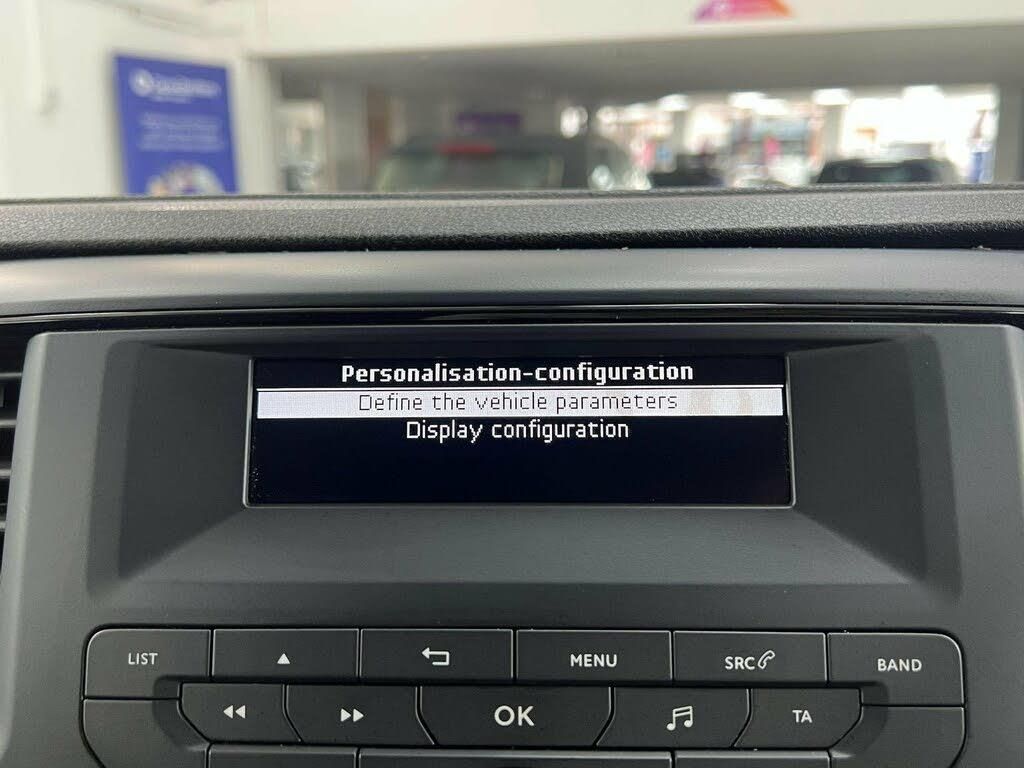 Personalisation-configuration
Define the vehicle parameters
Display configuration
LIST
MENU
SRC
BAND
OK
TA